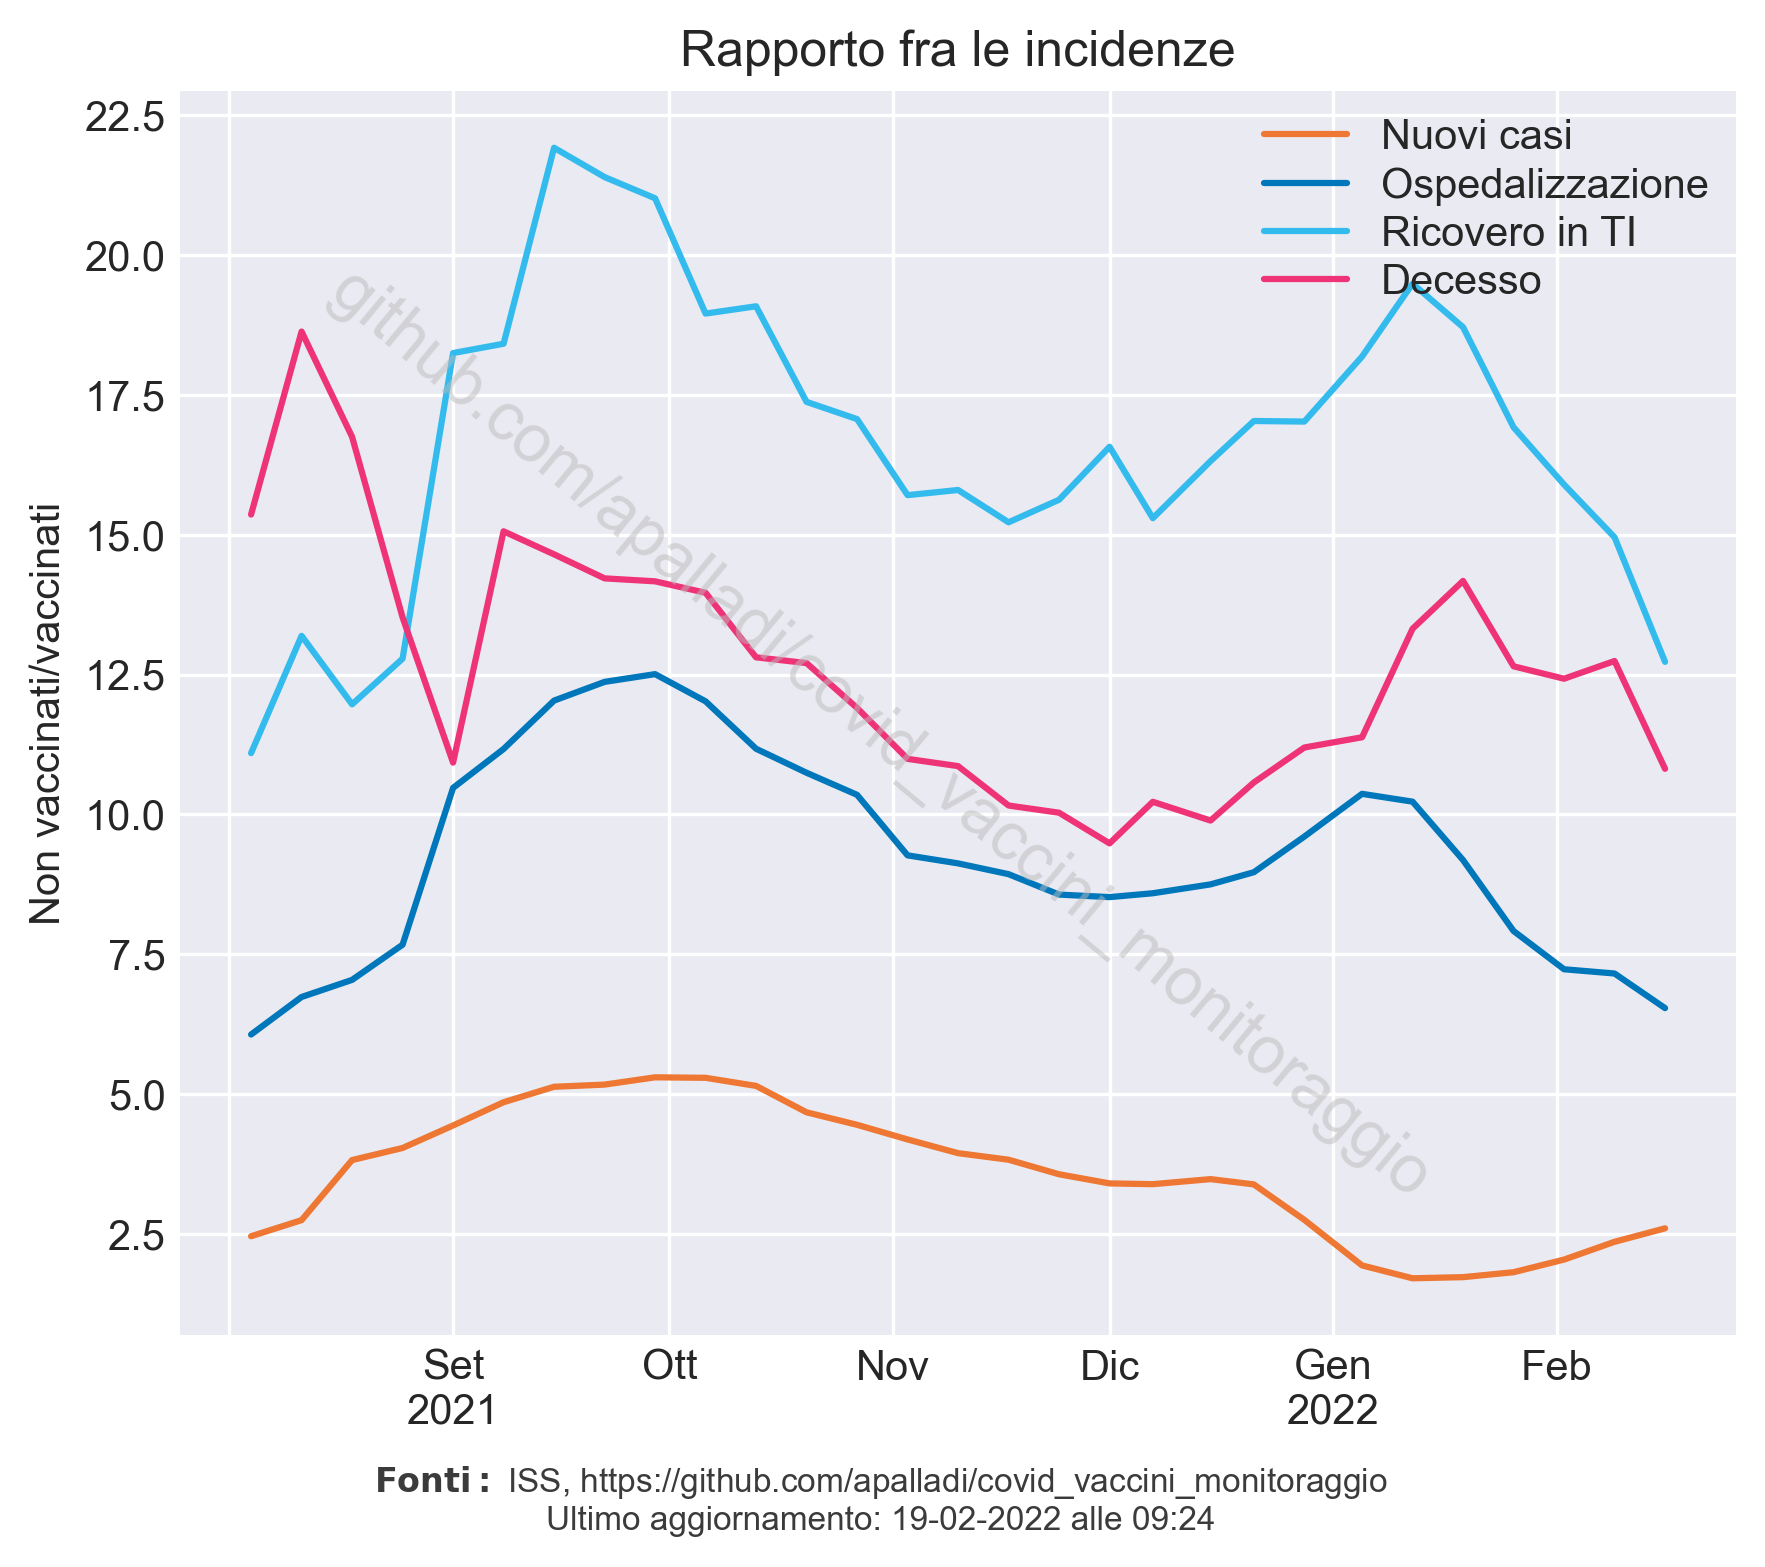 Rapporto fra le incidenze
22.5
20.0
17.5
15.0
12.5
10.0
7.5
5.0
2.5
Non vaccinati/vaccinati
Nuovi casi
Ospedalizzazione
Ricovero in TI
Decesso
github.com/apalladi/covid_vaccini_monitoraggio
Set Ott Nov Dic Gen Feb
2021 2022
Fonti: ISS, https://github.com/apalladi/covid_vaccini_monitoraggio
Ultimo aggiornamento: 19-02-2022 alle 09:24